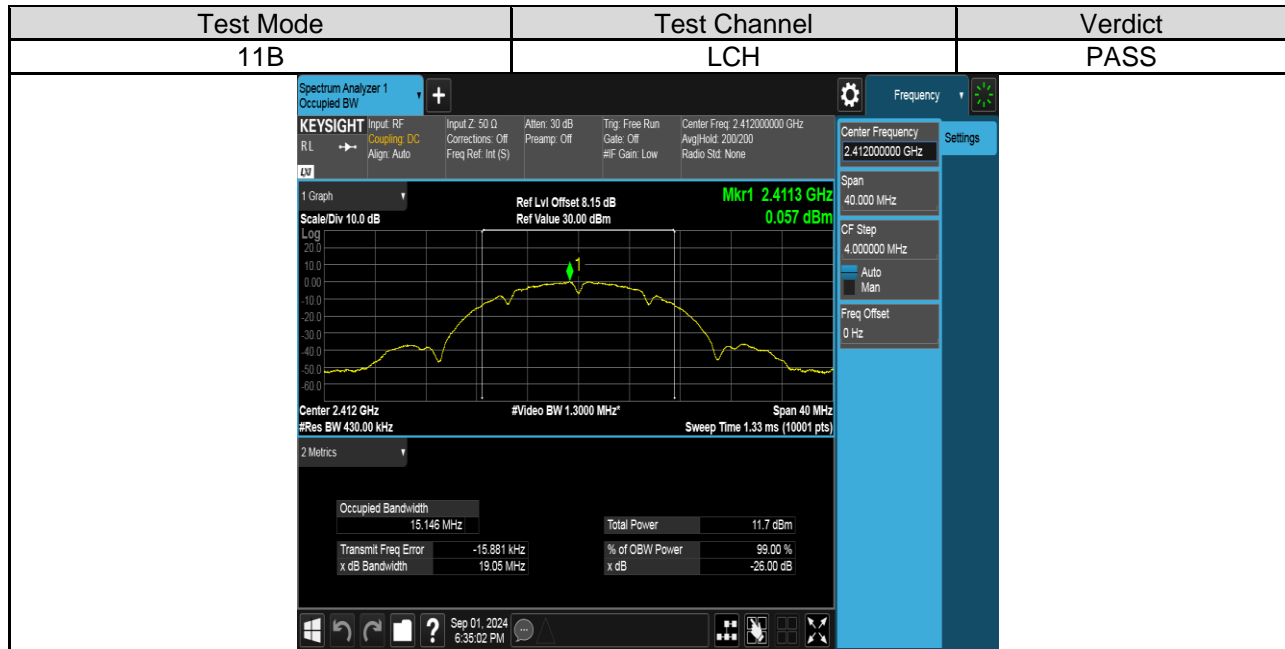 Test Mode Test Channel Verdict
11B LCH PASS
Spectrum Analyzer 1
Occupied BW
+
Frequency
KEYSIGHT
RL
LXI
Input: RF
Coupling: DC
Align: Auto
Input Z: 50 Ω
Corrections: Off
Freq Ref: Int (S)
Atten: 30 dB
Preamp: Off
Trig: Free Run
Gate: Off
#IF Gain: Low
Center Freq: 2.412000000 GHz
Avg|Hold: 200/200
Radio Std: None
Center Frequency
2.412000000 GHz
Settings
Span
40.000 MHz
CF Step
4.000000 MHz
Auto
Man
Freq Offset
0 Hz
1 Graph
Scale/Div 10.0 dB
Ref Lvl Offset 8.15 dB
Ref Value 30.00 dBm
Mkr1 2.4113 GHz
0.057 dBm
Log
20.0
10.0
0.00
-10.0
-20.0
-30.0
-40.0
-50.0
-60.0
1
Center 2.412 GHz
#Res BW 430.00 kHz
#Video BW 1.3000 MHz*
Span 40 MHz
Sweep Time 1.33 ms (10001 pts)
2 Metrics
Occupied Bandwidth
15.146 MHz
Total Power 11.7 dBm
Transmit Freq Error -15.881 kHz
% of OBW Power 99.00 %
x dB Bandwidth 19.05 MHz
x dB -26.00 dB
?
Sep 01, 2024
6:35:02 PM